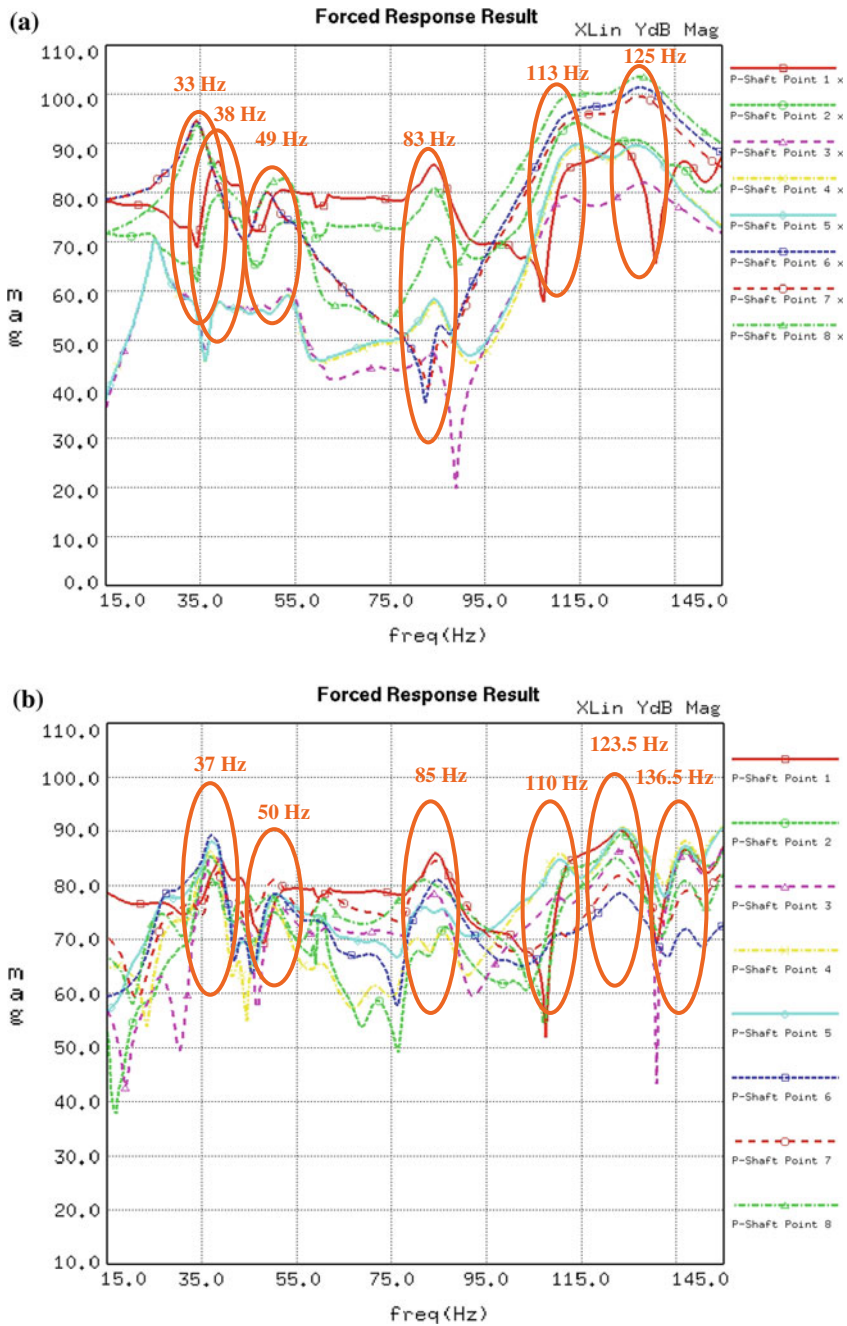 (a)
Forced Response Result
XLin YdB Mag
33 Hz
38 Hz
49 Hz
83 Hz
113 Hz
125 Hz
110.0
100.0
90.0
80.0
70.0
60.0
50.0
40.0
30.0
20.0
10.0
0.0
15.0 35.0 55.0 75.0 95.0 115.0 145.0
freq(Hz)
P-Shaft Point 1 x
P-Shaft Point 2 x
P-Shaft Point 3 x
P-Shaft Point 4 x
P-Shaft Point 5 x
P-Shaft Point 6 x
P-Shaft Point 7 x
P-Shaft Point 8 x
(b)
Forced Response Result
XLin YdB Mag
37 Hz
50 Hz
85 Hz
110 Hz
123.5 Hz
136.5 Hz
110.0
100.0
90.0
80.0
70.0
60.0
50.0
40.0
30.0
20.0
10.0
15.0 35.0 55.0 75.0 95.0 115.0 145.0
freq(Hz)
P-Shaft Point 1
P-Shaft Point 2
P-Shaft Point 3
P-Shaft Point 4
P-Shaft Point 5
P-Shaft Point 6
P-Shaft Point 7
P-Shaft Point 8